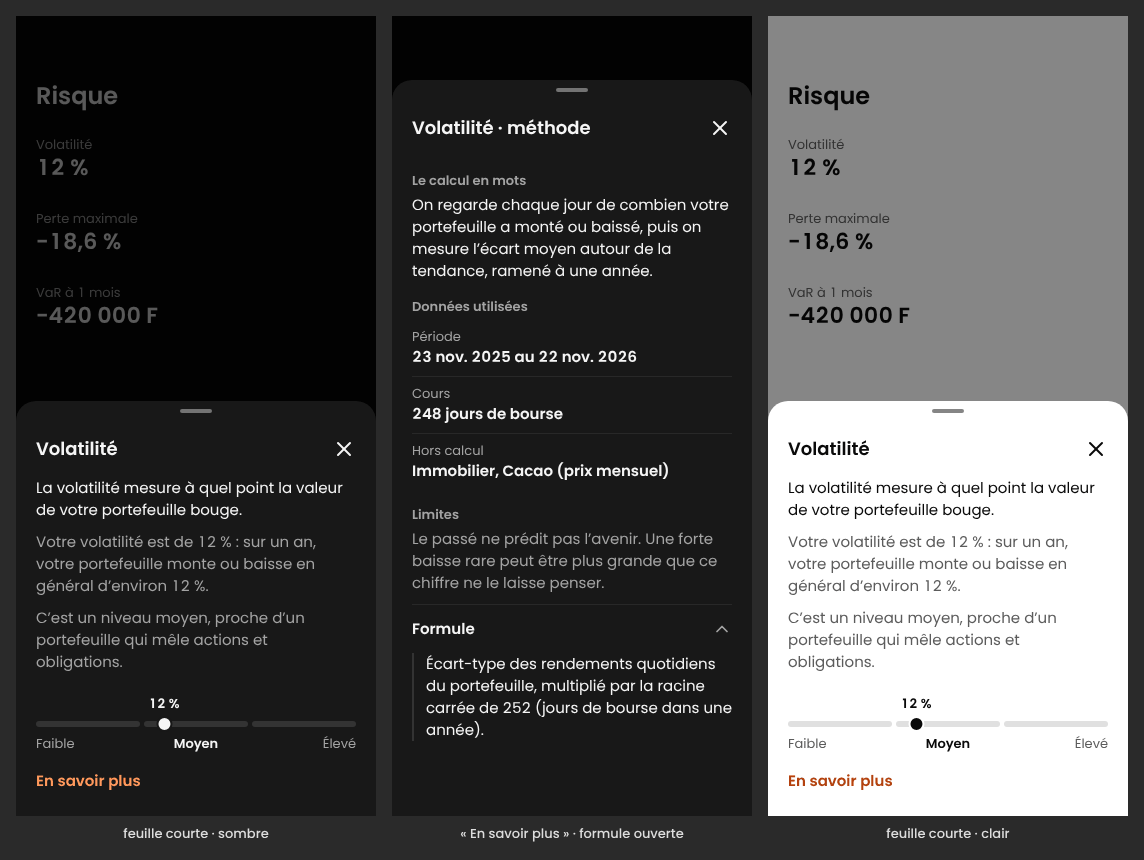 Risque
Volatilité
12 %
Perte maximale
-18,6 %
VaR à 1 mois
-420 000 F
Volatilité
La volatilité mesure à quel point la valeur
de votre portefeuille bouge.
Votre volatilité est de 12 % : sur un an,
votre portefeuille monte ou baisse en
général d’environ 12 %.
C’est un niveau moyen, proche d’un
portefeuille qui mêle actions et
obligations.
12 %
Faible Moyen Élevé
En savoir plus
feuille courte · sombre
Volatilité · méthode
Le calcul en mots
On regarde chaque jour de combien votre
portefeuille a monté ou baissé, puis on
mesure l’écart moyen autour de la
tendance, ramené à une année.
Données utilisées
Période
23 nov. 2025 au 22 nov. 2026
Cours
248 jours de bourse
Hors calcul
Immobilier, Cacao (prix mensuel)
Limites
Le passé ne prédit pas l’avenir. Une forte
baisse rare peut être plus grande que ce
chiffre ne le laisse penser.
Formule
Écart-type des rendements quotidiens
du portefeuille, multiplié par la racine
carrée de 252 (jours de bourse dans une
année).
« En savoir plus » · formule ouverte
Risque
Volatilité
12 %
Perte maximale
-18,6 %
VaR à 1 mois
-420 000 F
Volatilité
La volatilité mesure à quel point la valeur
de votre portefeuille bouge.
Votre volatilité est de 12 % : sur un an,
votre portefeuille monte ou baisse en
général d’environ 12 %.
C’est un niveau moyen, proche d’un
portefeuille qui mêle actions et
obligations.
12 %
Faible Moyen Élevé
En savoir plus
feuille courte · clair